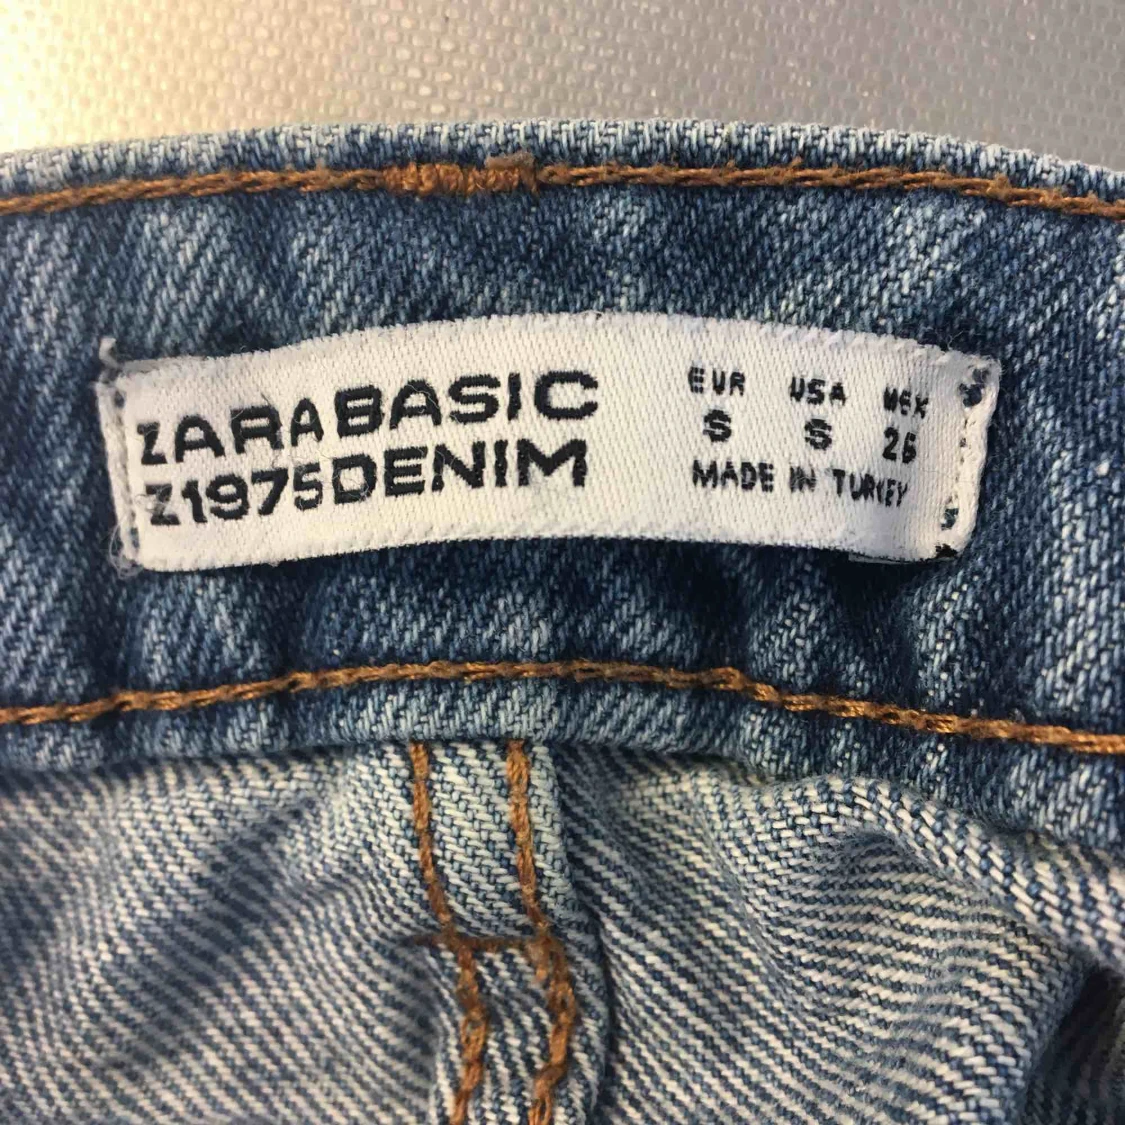 ZARABASIC
Z1975DENIM
EUR USA MEX
S S 26
MADE IN TURKEY